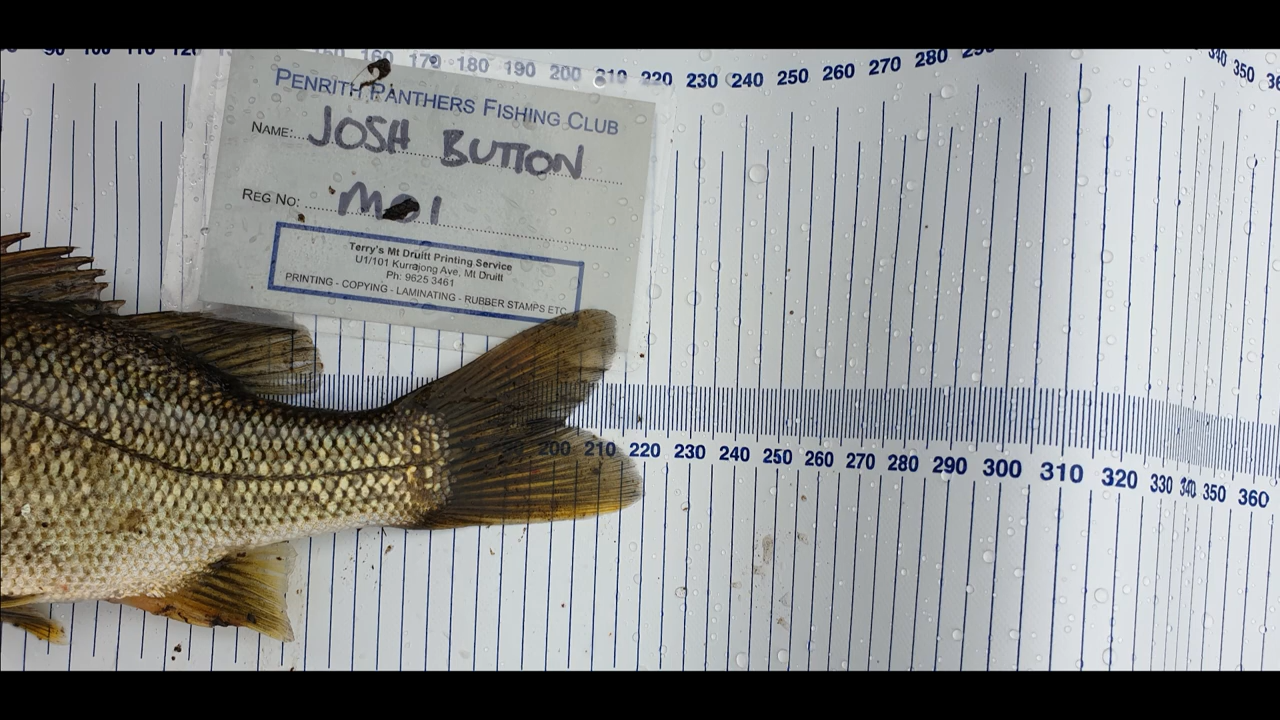 90 100 110 120
160 170 180 190 200 210 220 230 240 250 260 270 280 290 340 350
PENRITH PANTHERS FISHING CLUB
NAME: JOSH BUTTON
REG NO: M01
Terry's Mt Druitt Printing Service
U1/101 Kurrajong Ave, Mt Druitt
Ph: 9625 3461
PRINTING - COPYING - LAMINATING - RUBBER STAMPS ETC
200 210 220 230 240 250 260 270 280 290 300 310 320 330 340 350 360